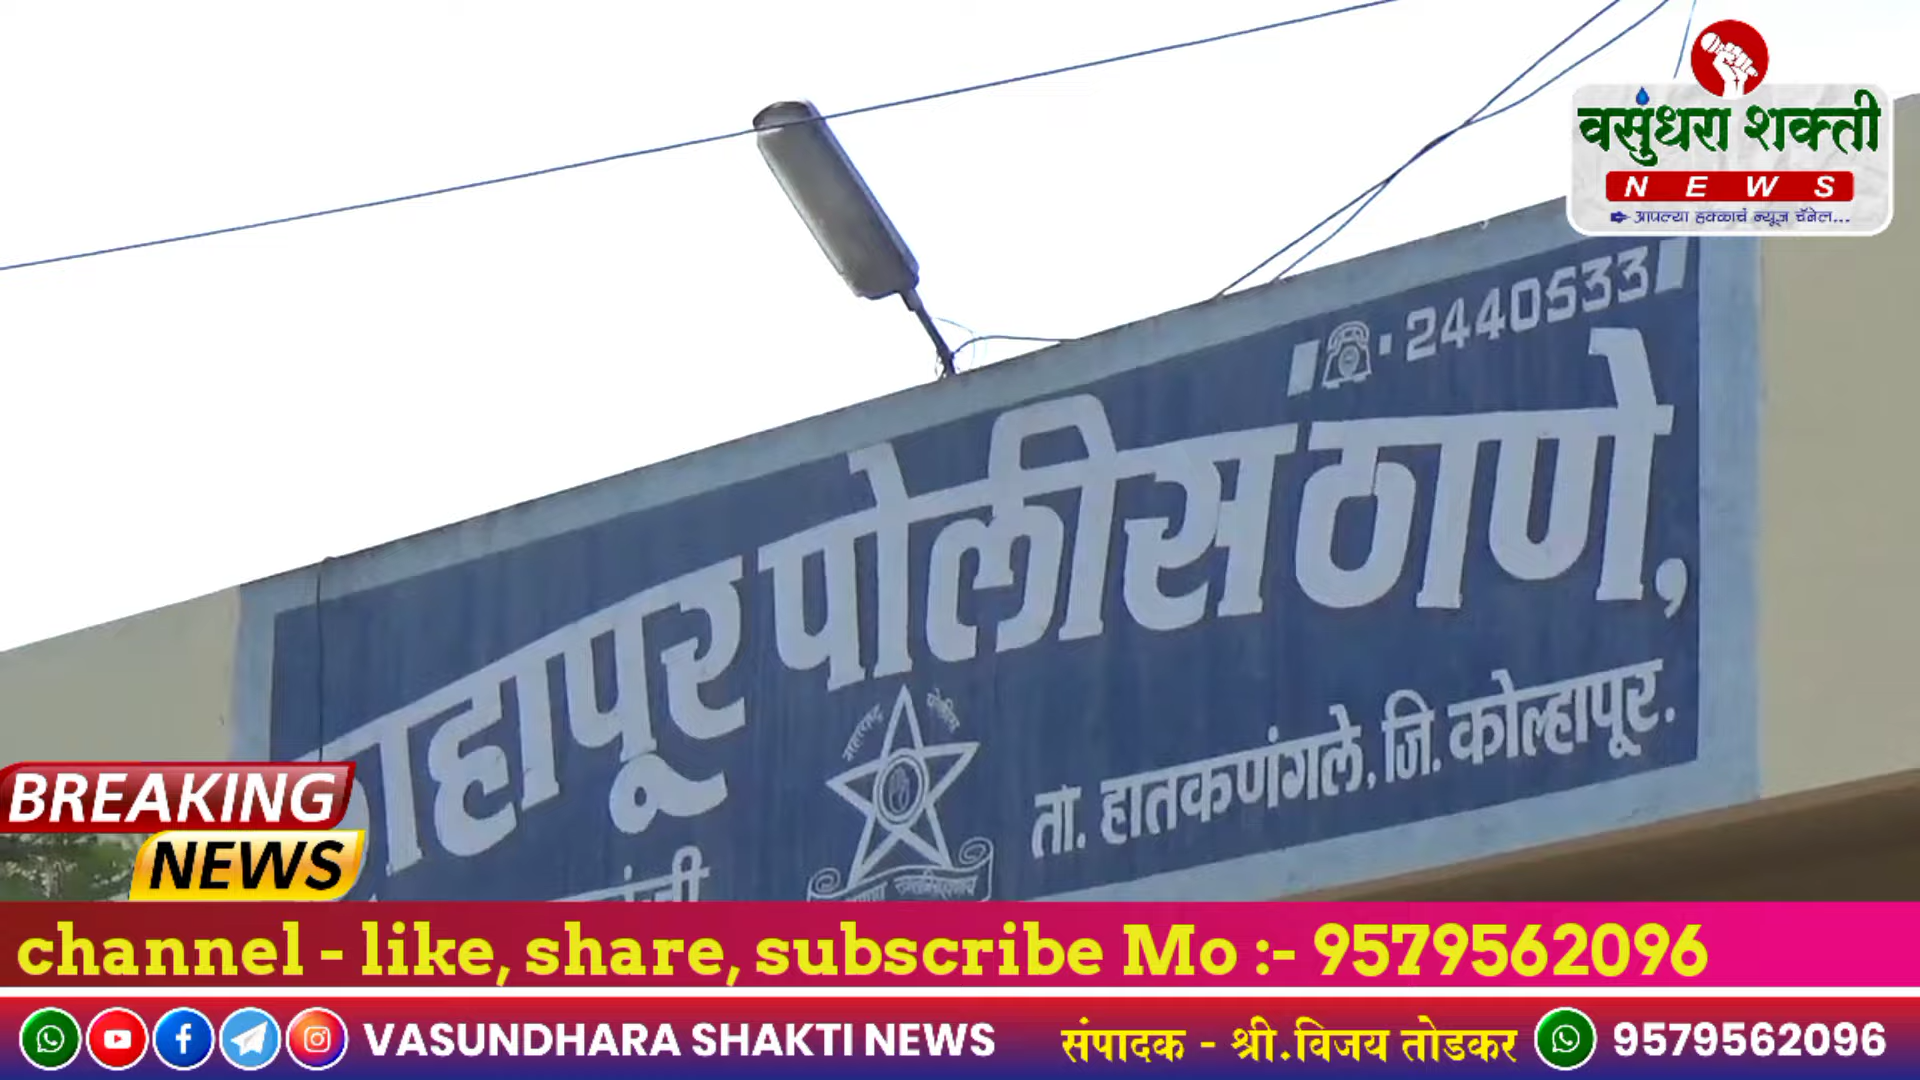 वसुंधरा शक्ती
NEWS
आपल्या हक्काचं न्यूज चॅनेल...
2440533
पोलीस ठाणे,
महाराष्ट्र पोलीस
ता. हातकणंगले, जि. कोल्हापूर.
BREAKING
NEWS
channel - like, share, subscribe Mo :- 9579562096
VASUNDHARA SHAKTI NEWS
संपादक - श्री.विजय तोडकर
9579562096